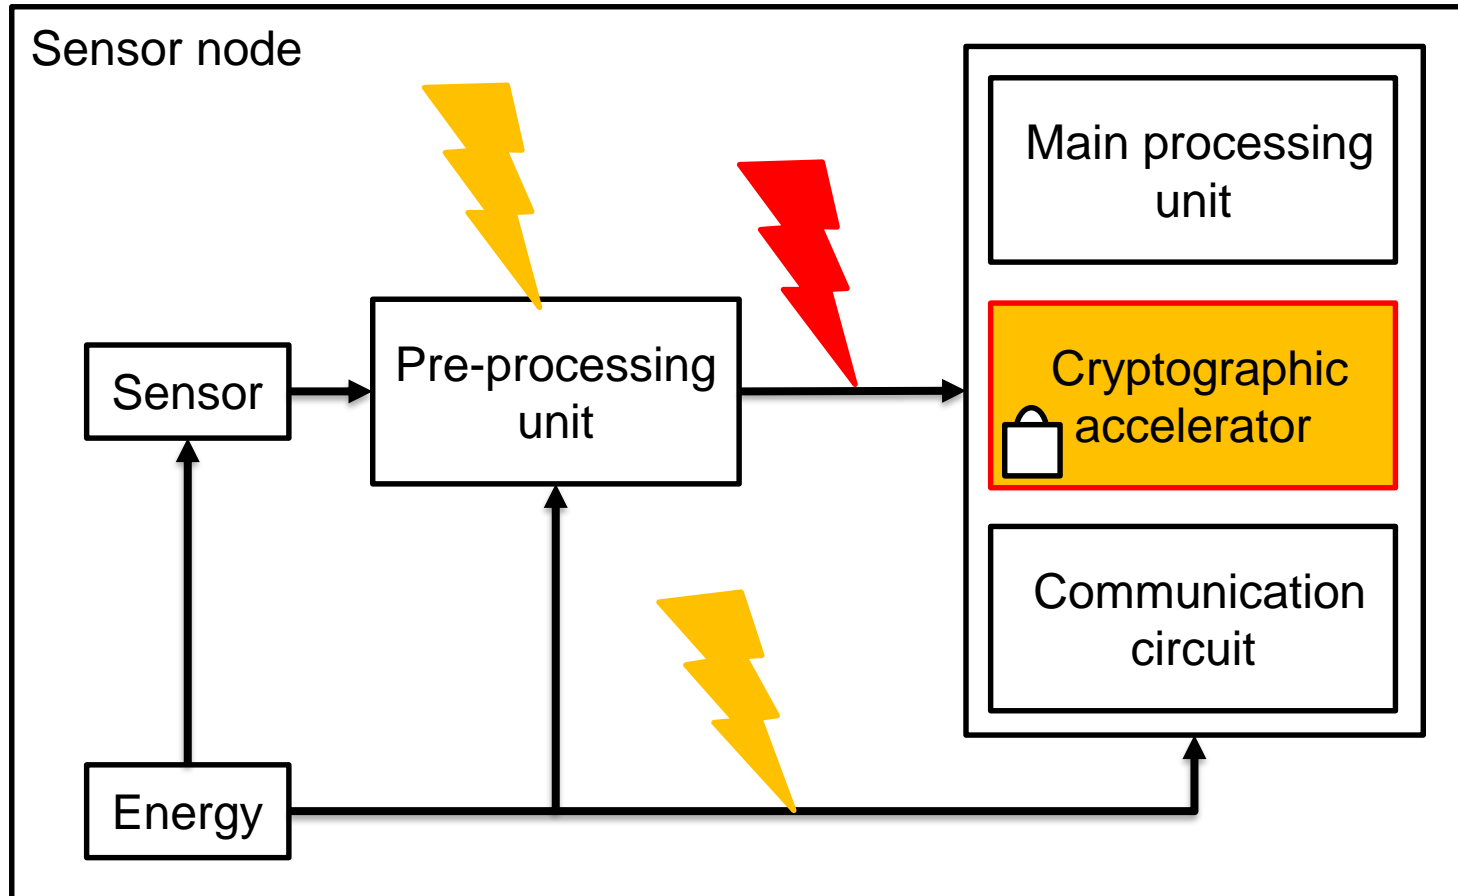 Sensor node
Main processing
unit
Pre-processing
unit
Sensor
Cryptographic
accelerator
Communication
circuit
Energy